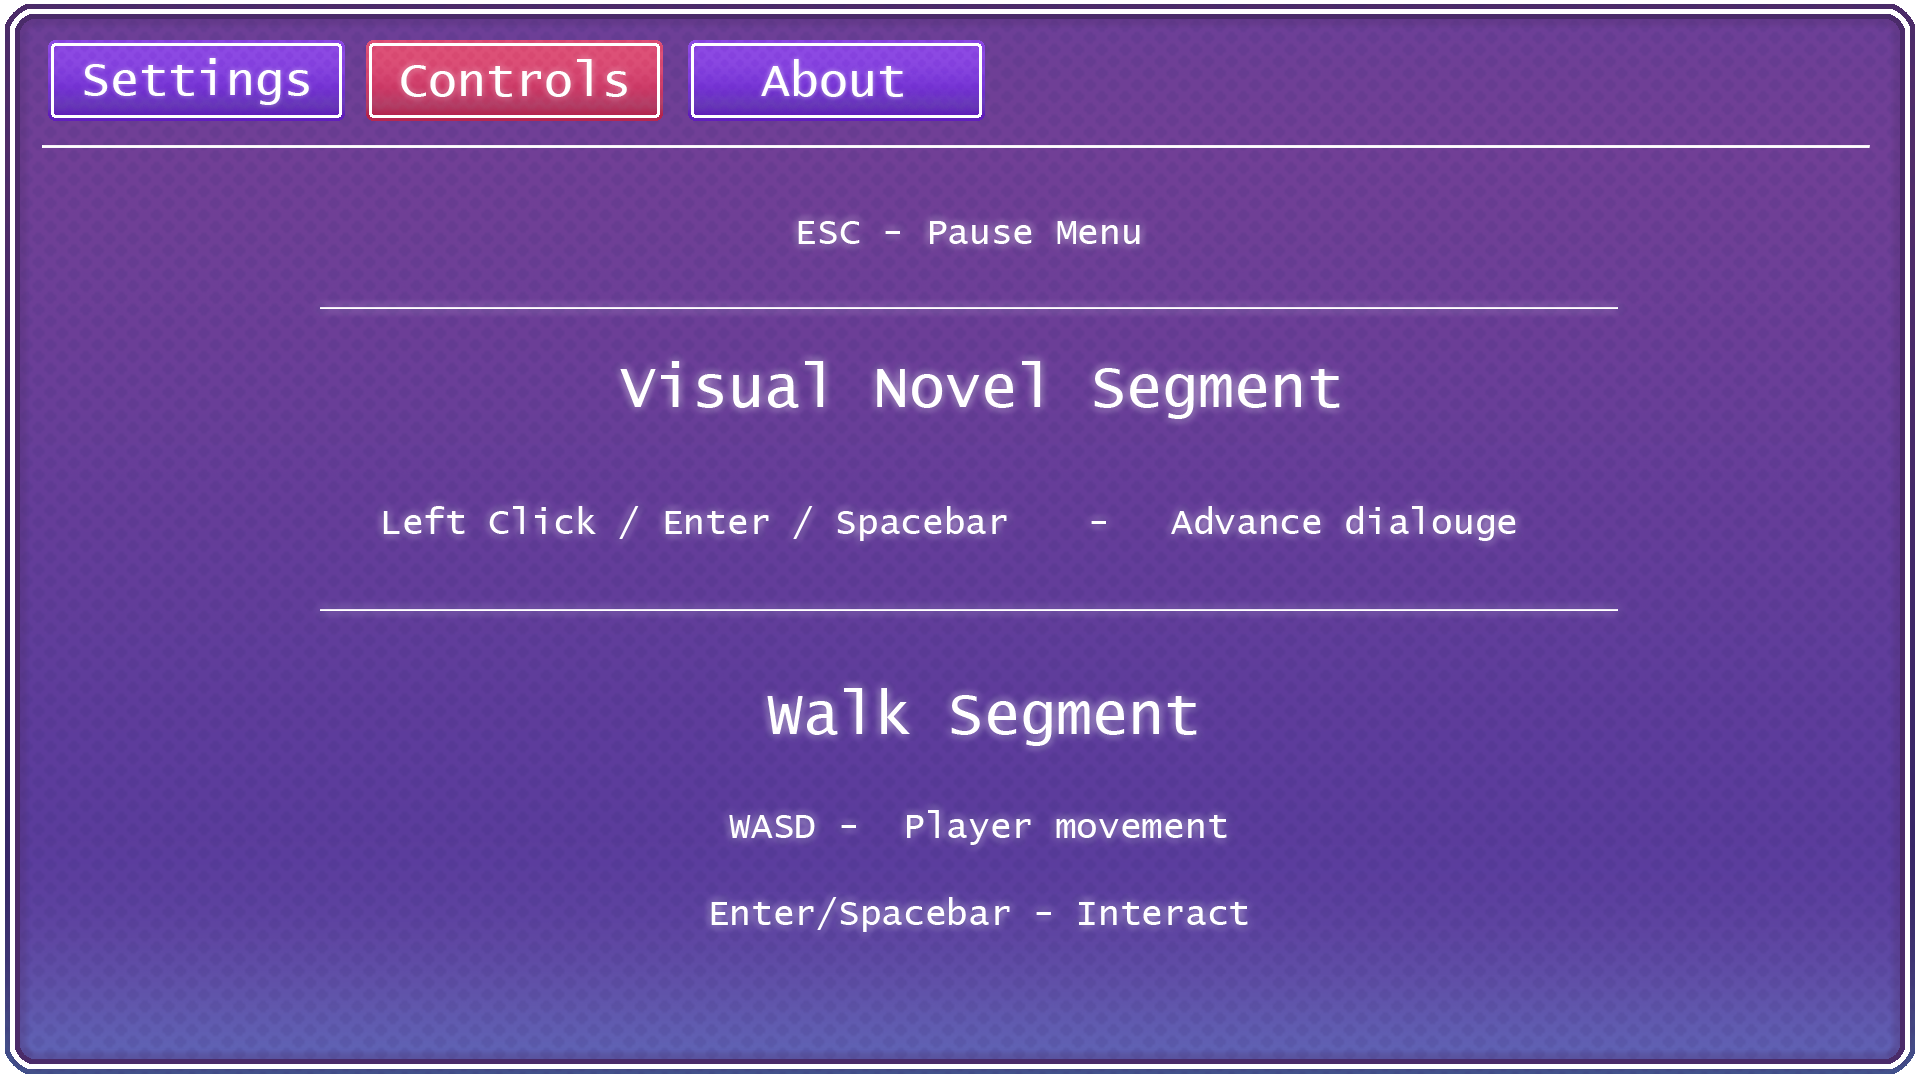 Settings Controls About
ESC - Pause Menu
Visual Novel Segment
Left Click / Enter / Spacebar - Advance dialouge
Walk Segment
WASD - Player movement
Enter/Spacebar - Interact